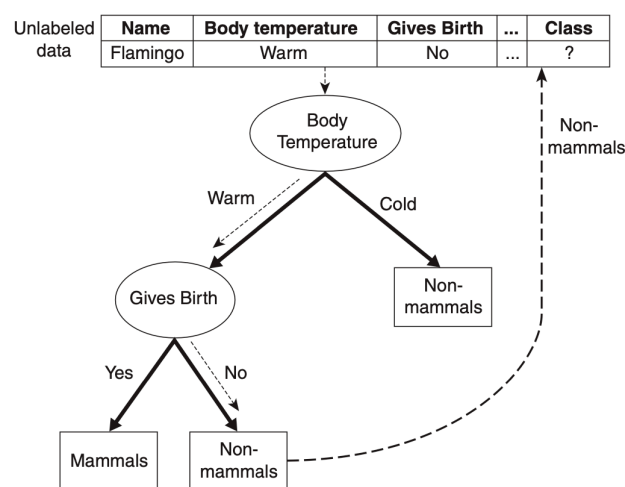 Unlabeled data
Name Body temperature Gives Birth ... Class
Flamingo Warm No ... ?
Body
Temperature
Non-
mammals
Warm
Cold
Gives Birth
Non-
mammals
Yes
No
Mammals
Non-
mammals